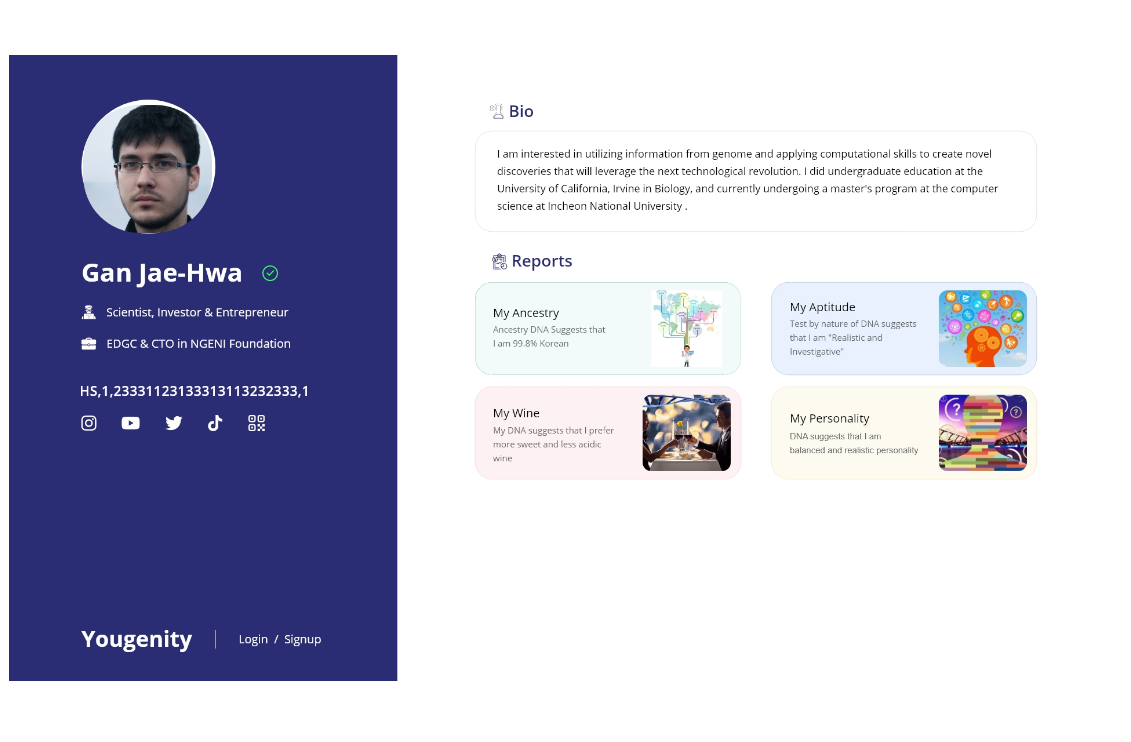 Gan Jae-Hwa
Scientist, Investor & Entrepreneur
EDGC & CTO in NGENI Foundation
HS,1,23331123133313113232333,1
Yougenity
Login / Signup
Bio
I am interested in utilizing information from genome and applying computational skills to create novel
discoveries that will leverage the next technological revolution. I did undergraduate education at the
University of California, Irvine in Biology, and currently undergoing a master's program at the computer
science at Incheon National University .
Reports
My Ancestry
Ancestry DNA Suggests that
I am 99.8% Korean
My Aptitude
Test by nature of DNA suggests
that I am "Realistic and
Investigative"
My Wine
My DNA suggests that I prefer
more sweet and less acidic
wine
My Personality
DNA suggests that I am
balanced and realistic personality